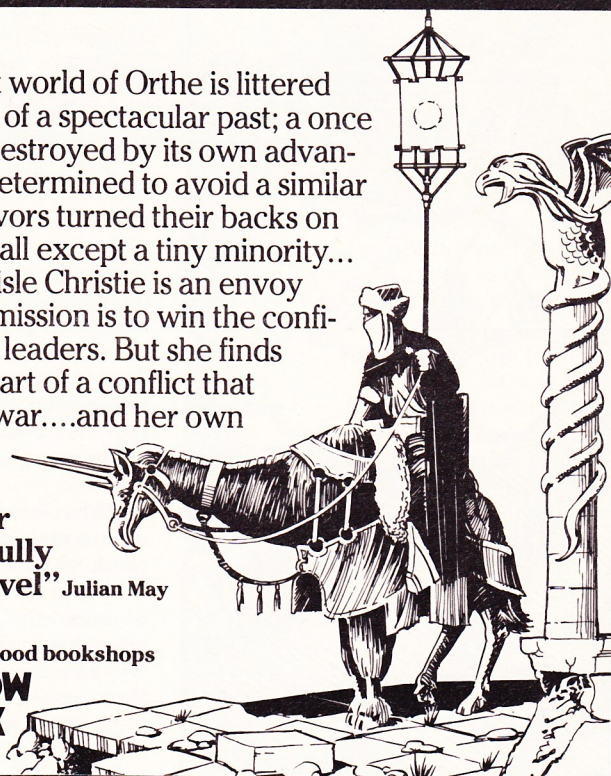 world of Orthe is littered
of a spectacular past; a once
estroyed by its own advan-
etermined to avoid a similar
vors turned their backs on
all except a tiny minority...
isle Christie is an envoy
mission is to win the confi-
leaders. But she finds
art of a conflict that
war....and her own
r
ully
vel” Julian May
ood bookshops
OW
X